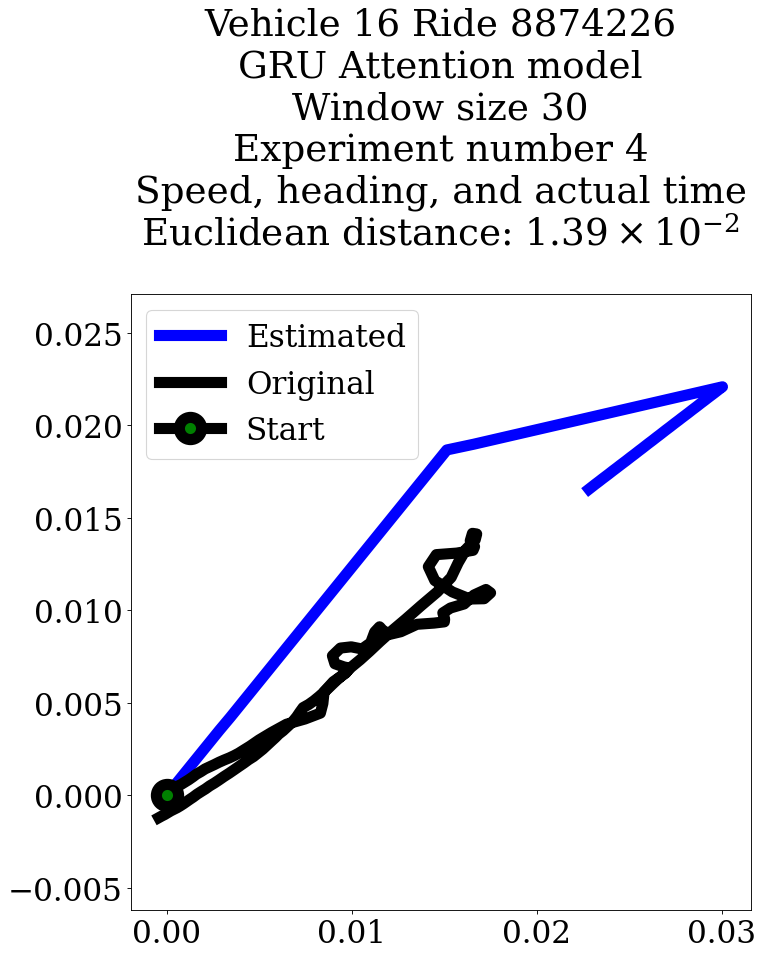 Vehicle 16 Ride 8874226
GRU Attention model
Window size 30
Experiment number 4
Speed, heading, and actual time
Euclidean distance: 1.39 × 10⁻²
Estimated
Original
Start
0.025
0.020
0.015
0.010
0.005
0.000
−0.005
0.00 0.01 0.02 0.03